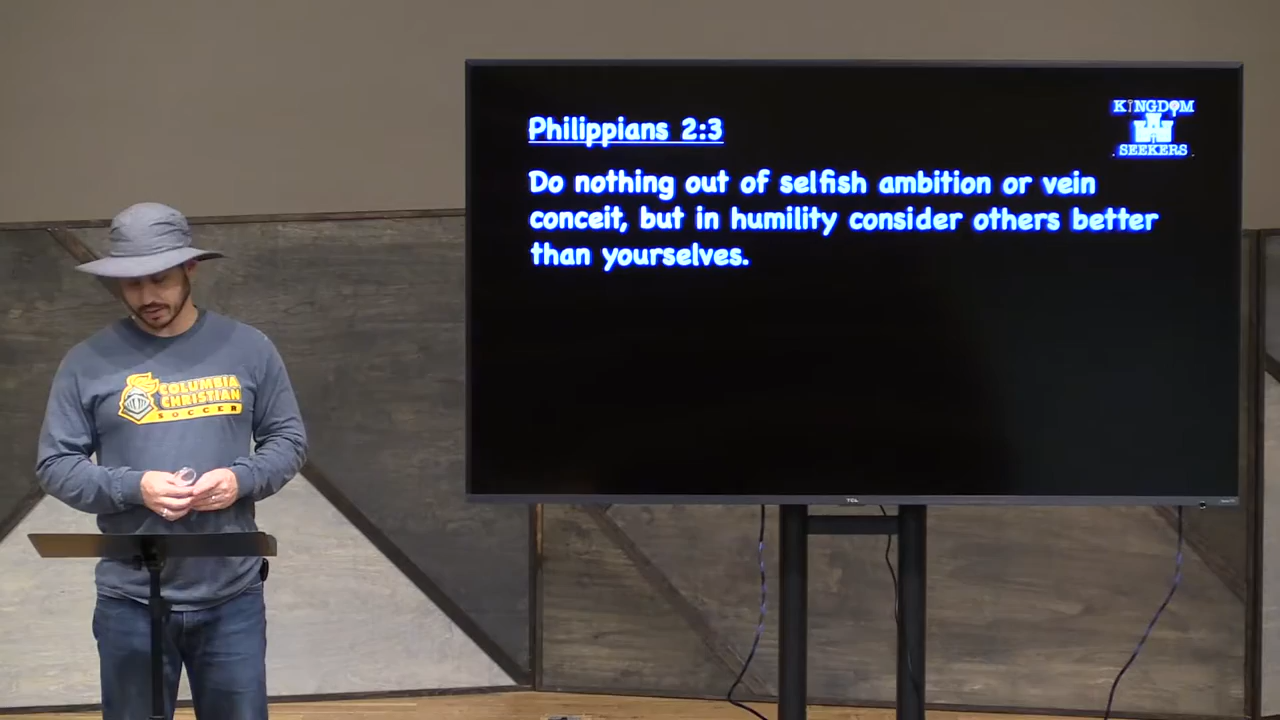 KINGDOM
SEEKERS
Philippians 2:3
Do nothing out of selfish ambition or vein
conceit, but in humility consider others better
than yourselves.
COLUMBIA
CHRISTIAN
SOCCER
TCL